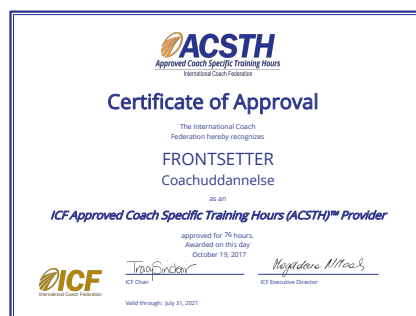 ACSTH
Approved Coach Specific Training Hours
International Coach Federation
Certificate of Approval
The International Coach
Federation hereby recognizes
FRONTSETTER
Coachuddannelse
as an
ICF Approved Coach Specific Training Hours (ACSTH)™ Provider
approved for 76 hours.
Awarded on this day
October 19, 2017
Tracy Sinclair
ICF Chair
ICF Executive Director
ICF
International Coach Federation
Valid through: July 31, 2021